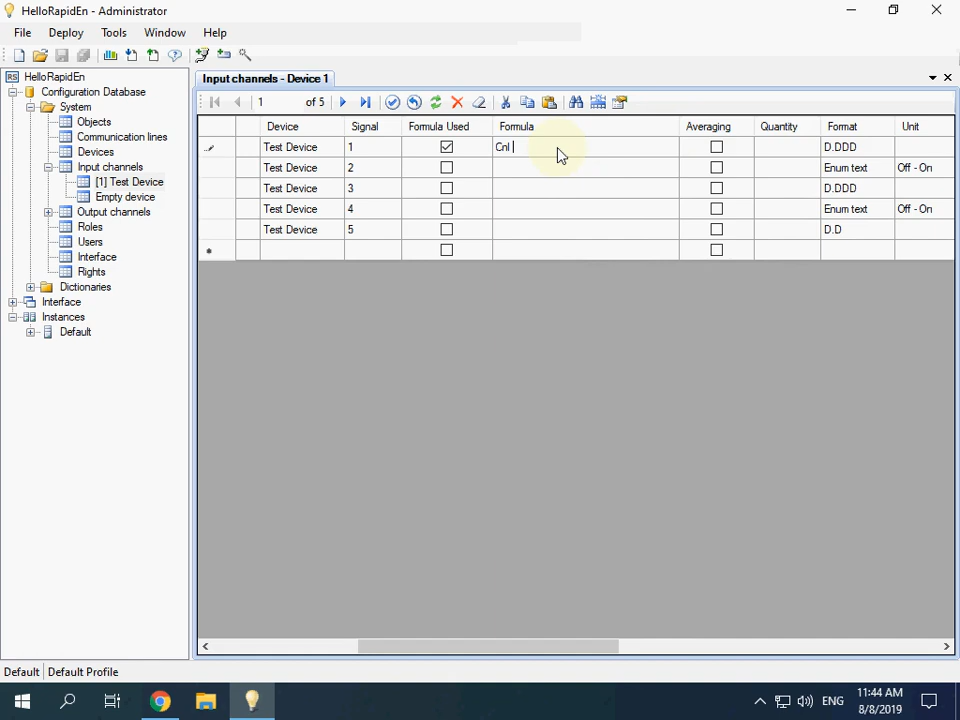 HelloRapidEn - Administrator
File Deploy Tools Window Help
HelloRapidEn
Configuration Database
System
Objects
Communication lines
Devices
Input channels
[1] Test Device
Empty device
Output channels
Roles
Users
Interface
Rights
Dictionaries
Interface
Instances
Default
Input channels - Device 1
1 of 5
Device Signal Formula Used Formula Averaging Quantity Format Unit
Test Device 1 Cnl D.DDD
Test Device 2 Enum text Off - On
Test Device 3 D.DDD
Test Device 4 Enum text Off - On
Test Device 5 D.D
Default Default Profile
ENG
11:44 AM
8/8/2019